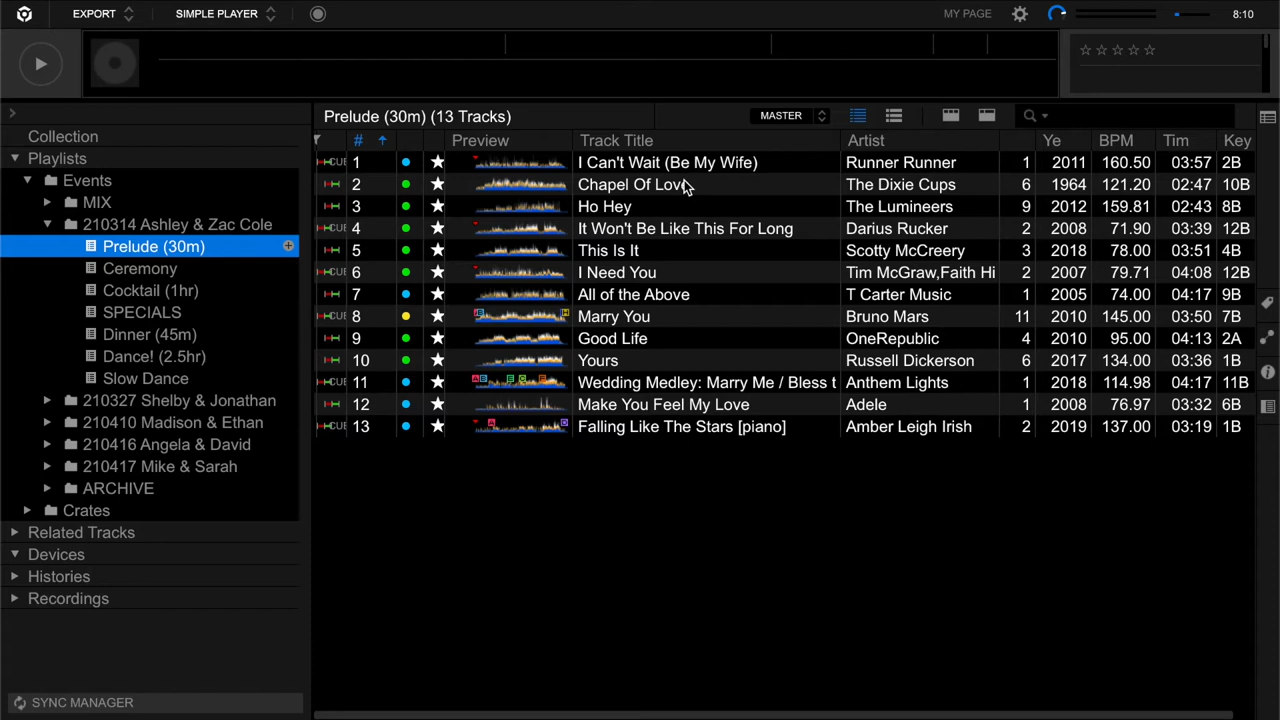 EXPORT SIMPLE PLAYER MY PAGE 8:10
Prelude (30m) (13 Tracks) MASTER
Collection
Playlists
Events
MIX
210314 Ashley & Zac Cole
Prelude (30m)
Ceremony
Cocktail (1hr)
SPECIALS
Dinner (45m)
Dance! (2.5hr)
Slow Dance
210327 Shelby & Jonathan
210410 Madison & Ethan
210416 Angela & David
210417 Mike & Sarah
ARCHIVE
Crates
Related Tracks
Devices
Histories
Recordings
SYNC MANAGER
# Preview Track Title Artist Ye BPM Tim Key
CUE 1 I Can't Wait (Be My Wife) Runner Runner 1 2011 160.50 03:57 2B
2 Chapel Of Love The Dixie Cups 6 1964 121.20 02:47 10B
3 Ho Hey The Lumineers 9 2012 159.81 02:43 8B
CUE 4 It Won't Be Like This For Long Darius Rucker 2 2008 71.90 03:39 12B
5 This Is It Scotty McCreery 3 2018 78.00 03:51 4B
CUE 6 I Need You Tim McGraw,Faith Hi 2 2007 79.71 04:08 12B
7 All of the Above T Carter Music 1 2005 74.00 04:17 9B
CUE 8 Marry You Bruno Mars 11 2010 145.00 03:50 7B
9 Good Life OneRepublic 4 2010 95.00 04:13 2A
10 Yours Russell Dickerson 6 2017 134.00 03:36 1B
CUE 11 Wedding Medley: Marry Me / Bless t Anthem Lights 1 2018 114.98 04:17 11B
12 Make You Feel My Love Adele 1 2008 76.97 03:32 6B
CUE 13 Falling Like The Stars [piano] Amber Leigh Irish 2 2019 137.00 03:19 1B